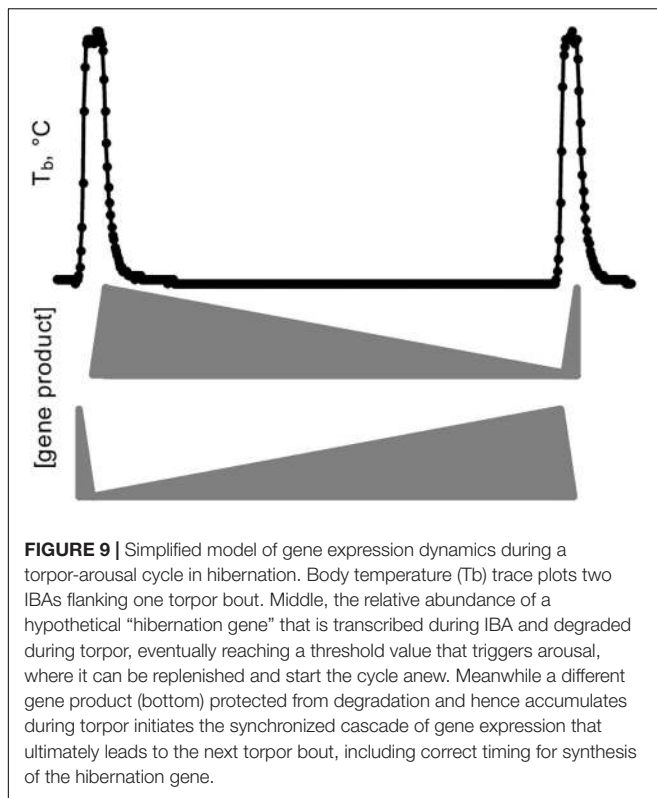 Tb, °C
[gene product]
FIGURE 9 | Simplified model of gene expression dynamics during a
torpor-arousal cycle in hibernation. Body temperature (Tb) trace plots two
IBAs flanking one torpor bout. Middle, the relative abundance of a
hypothetical “hibernation gene” that is transcribed during IBA and degraded
during torpor, eventually reaching a threshold value that triggers arousal,
where it can be replenished and start the cycle anew. Meanwhile a different
gene product (bottom) protected from degradation and hence accumulates
during torpor initiates the synchronized cascade of gene expression that
ultimately leads to the next torpor bout, including correct timing for synthesis
of the hibernation gene.